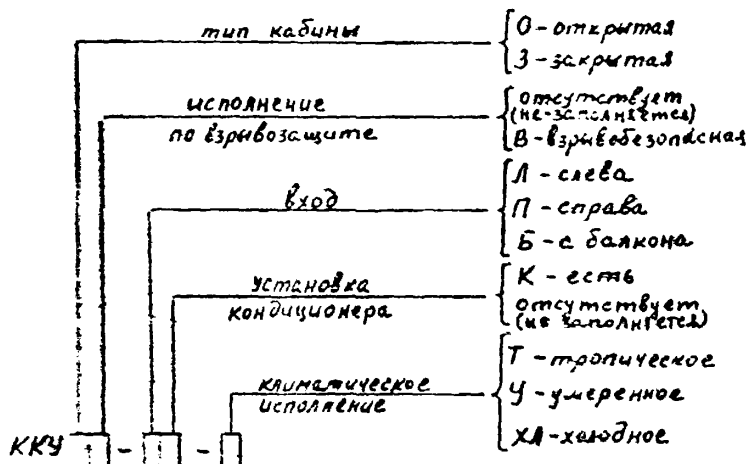 тип кабины
О - открытая
З - закрытая
исполнение
по взрывозащите
отсутствует
(не заполняется)
В - взрывобезопасная
вход
Л - слева
П - справа
Б - с балкона
установка
кондиционера
К - есть
отсутствует
(не заполняется)
климатическое
исполнение
Т - тропическое
У - умеренное
ХЛ - холодное
ККУ - -